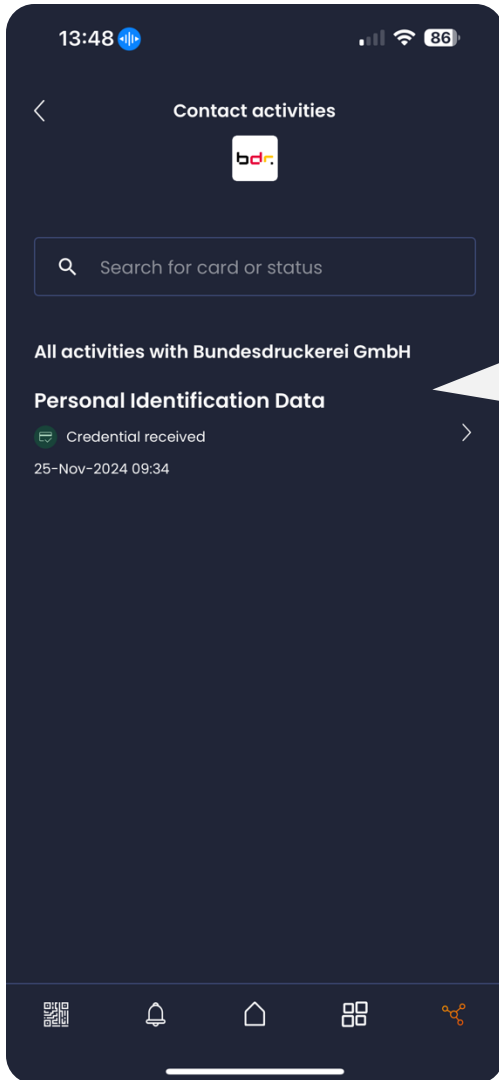 13:48
86
Contact activities
bdr.
Search for card or status
All activities with Bundesdruckerei GmbH
Personal Identification Data
Credential received
25-Nov-2024 09:34